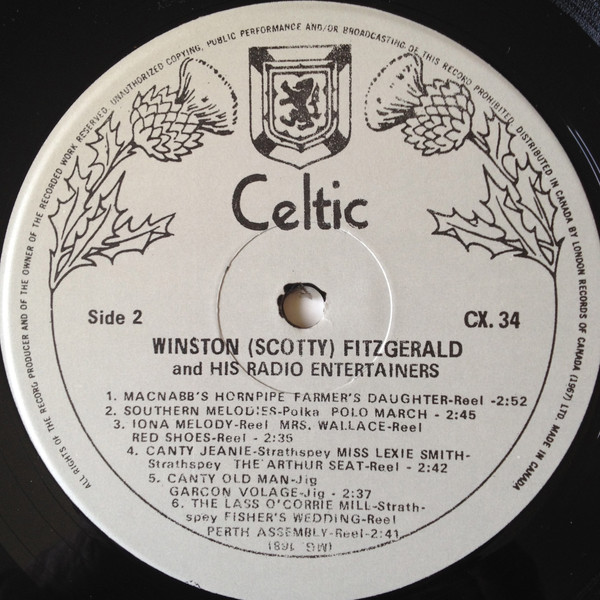 ALL RIGHTS OF THE RECORD PRODUCER AND OF THE OWNER OF THE RECORDED WORK RESERVED. UNAUTHORIZED COPYING, PUBLIC PERFORMANCE AND/OR BROADCASTING OF THIS RECORD PROHIBITED. DISTRIBUTED IN CANADA BY LONDON RECORDS OF CANADA (1967) LTD. MADE IN CANADA
Celtic
Side 2
CX. 34
WINSTON (SCOTTY) FITZGERALD
and HIS RADIO ENTERTAINERS
1. MACNABB'S HORNPIPE FARMER'S DAUGHTER-Reel -2:52
2. SOUTHERN MELODIES-Polka POLO MARCH - 2:45
3. IONA MELODY-Reel MRS. WALLACE-Reel
RED SHOES-Reel - 2:35
4. CANTY JEANIE-Strathspey MISS LEXIE SMITH-
Strathspey THE ARTHUR SEAT-Reel - 2:42
5. CANTY OLD MAN-Jig
GARCON VOLAGE-Jig - 2:37
6. THE LASS O'CORRIE MILL-Strath-
spey FISHER'S WEDDING-Reel
PERTH ASSEMBLY-Reel-2:41